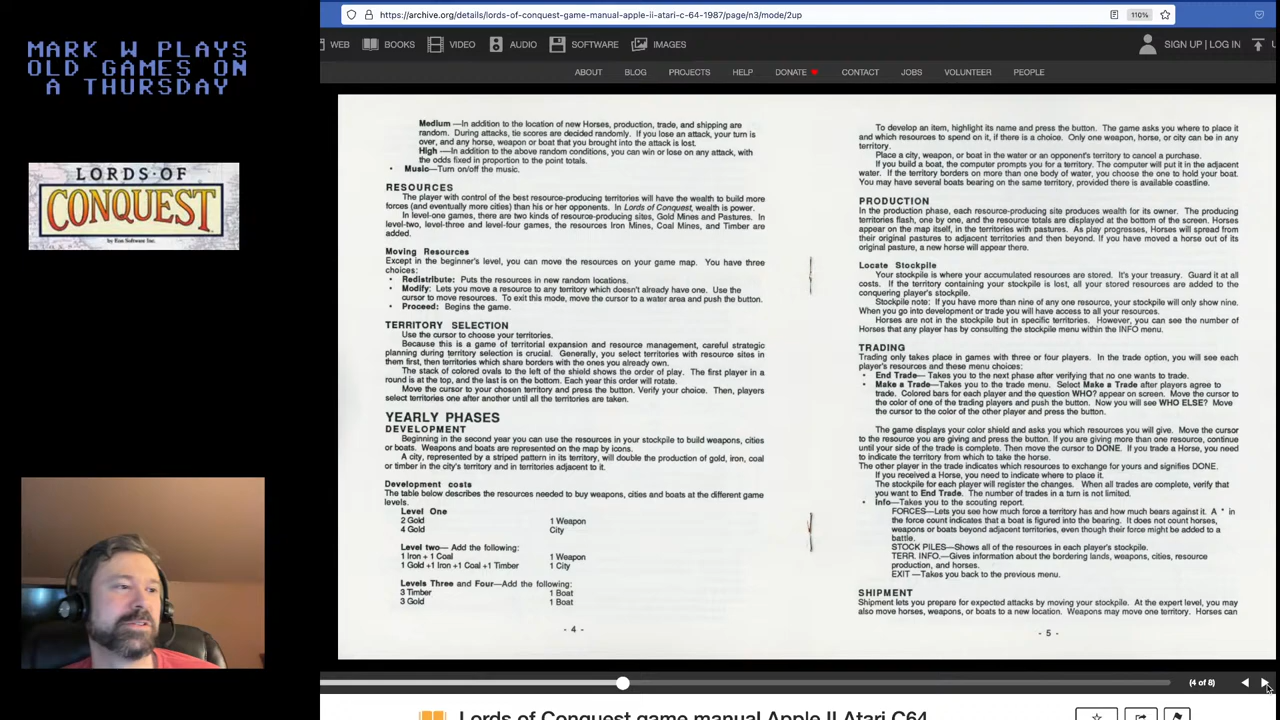 MARK W PLAYS
OLD GAMES ON
A THURSDAY
LORDS OF
CONQUEST
by Eon Software Inc.
https://archive.org/details/lords-of-conquest-game-manual-apple-ii-atari-c-64-1987/page/n3/mode/2up
110%
WEB BOOKS VIDEO AUDIO SOFTWARE IMAGES SIGN UP | LOG IN
ABOUT BLOG PROJECTS HELP DONATE CONTACT JOBS VOLUNTEER PEOPLE
Medium —In addition to the location of new Horses, production, trade, and shipping are
random. During attacks, tie scores are decided randomly. If you lose an attack, your turn is
over, and any horse, weapon or boat that you brought into the attack is lost.
High —In addition to the above random conditions, you can win or lose on any attack, with
the odds fixed in proportion to the point totals.
• Music—Turn on/off the music.
RESOURCES
The player with control of the best resource-producing territories will have the wealth to build more
forces (and eventually more cities) than his or her opponents. In Lords of Conquest, wealth is power.
In level-one games, there are two kinds of resource-producing sites, Gold Mines and Pastures. In
level-two, level-three and level-four games, the resources Iron Mines, Coal Mines, and Timber are
added.
Moving Resources
Except in the beginner's level, you can move the resources on your game map. You have three
choices:
• Redistribute: Puts the resources in new random locations.
• Modify: Lets you move a resource to any territory which doesn't already have one. Use the
cursor to move resources. To exit this mode, move the cursor to a water area and push the button.
• Proceed: Begins the game.
TERRITORY SELECTION
Use the cursor to choose your territories.
Because this is a game of territorial expansion and resource management, careful strategic
planning during territory selection is crucial. Generally, you select territories with resource sites in
them first, then territories which share borders with the ones you already own.
The stack of colored ovals to the left of the shield shows the order of play. The first player in a
round is at the top, and the last is on the bottom. Each year this order will rotate.
Move the cursor to your chosen territory and press the button. Verify your choice. Then, players
select territories one after another until all the territories are taken.
YEARLY PHASES
DEVELOPMENT
Beginning in the second year you can use the resources in your stockpile to build weapons, cities
or boats. Weapons and boats are represented on the map by icons.
A city, represented by a striped pattern in its territory, will double the production of gold, iron, coal
or timber in the city's territory and in territories adjacent to it.
Development costs
The table below describes the resources needed to buy weapons, cities and boats at the different game
levels.
Level One
2 Gold 1 Weapon
4 Gold City
Level two— Add the following:
1 Iron + 1 Coal 1 Weapon
1 Gold +1 Iron +1 Coal +1 Timber 1 City
Levels Three and Four—Add the following:
3 Timber 1 Boat
3 Gold 1 Boat
- 4 -
To develop an item, highlight its name and press the button. The game asks you where to place it
and which resources to spend on it, if there is a choice. Only one weapon, horse, or city can be in any
territory.
Place a city, weapon, or boat in the water or an opponent's territory to cancel a purchase.
If you build a boat, the computer prompts you for a territory. The computer will put it in the adjacent
water. If the territory borders on more than one body of water, you choose the one to hold your boat.
You may have several boats bearing on the same territory, provided there is available coastline.
PRODUCTION
In the production phase, each resource-producing site produces wealth for its owner. The producing
territories flash, one by one, and the resource totals are displayed at the bottom of the screen. Horses
appear on the map itself, in the territories with pastures. As play progresses, Horses will spread from
their original pastures to adjacent territories and then beyond. If you have moved a horse out of its
original pasture, a new horse will appear there.
Locate Stockpile
Your stockpile is where your accumulated resources are stored. It's your treasury. Guard it at all
costs. If the territory containing your stockpile is lost, all your stored resources are added to the
conquering player's stockpile.
Stockpile note: If you have more than nine of any one resource, your stockpile will only show nine.
When you go into development or trade you will have access to all your resources.
Horses are not in the stockpile but in specific territories. However, you can see the number of
Horses that any player has by consulting the stockpile menu within the INFO menu.
TRADING
Trading only takes place in games with three or four players. In the trade option, you will see each
player's resources and these menu choices:
• End Trade— Takes you to the next phase after verifying that no one wants to trade.
• Make a Trade—Takes you to the trade menu. Select Make a Trade after players agree to
trade. Colored bars for each player and the question WHO? appear on screen. Move the cursor to
the color of one of the trading players and push the button. Now you will see WHO ELSE? Move
the cursor to the color of the other player and press the button.
The game displays your color shield and asks you which resources you will give. Move the cursor
to the resource you are giving and press the button. If you are giving more than one resource, continue
until your side of the trade is complete. Then move the cursor to DONE. If you trade a Horse, you need
to indicate the territory from which to take the horse.
The other player in the trade indicates which resources to exchange for yours and signifies DONE.
If you received a Horse, you need to indicate where to place it.
The stockpile for each player will register the changes. When all trades are complete, verify that
you want to End Trade. The number of trades in a turn is not limited.
• Info—Takes you to the scouting report.
FORCES—Lets you see how much force a territory has and how much bears against it. A * in
the force count indicates that a boat is figured into the bearing. It does not count horses,
weapons or boats beyond adjacent territories, even though their force might be added to a
battle.
STOCK PILES—Shows all of the resources in each player's stockpile.
TERR. INFO.—Gives information about the bordering lands, weapons, cities, resource
production, and horses.
EXIT —Takes you back to the previous menu.
SHIPMENT
Shipment lets you prepare for expected attacks by moving your stockpile. At the expert level, you may
also move horses, weapons, or boats to a new location. Weapons may move one territory. Horses can
- 5 -
(4 of 8)
Lords of Conquest game manual Apple II Atari C64